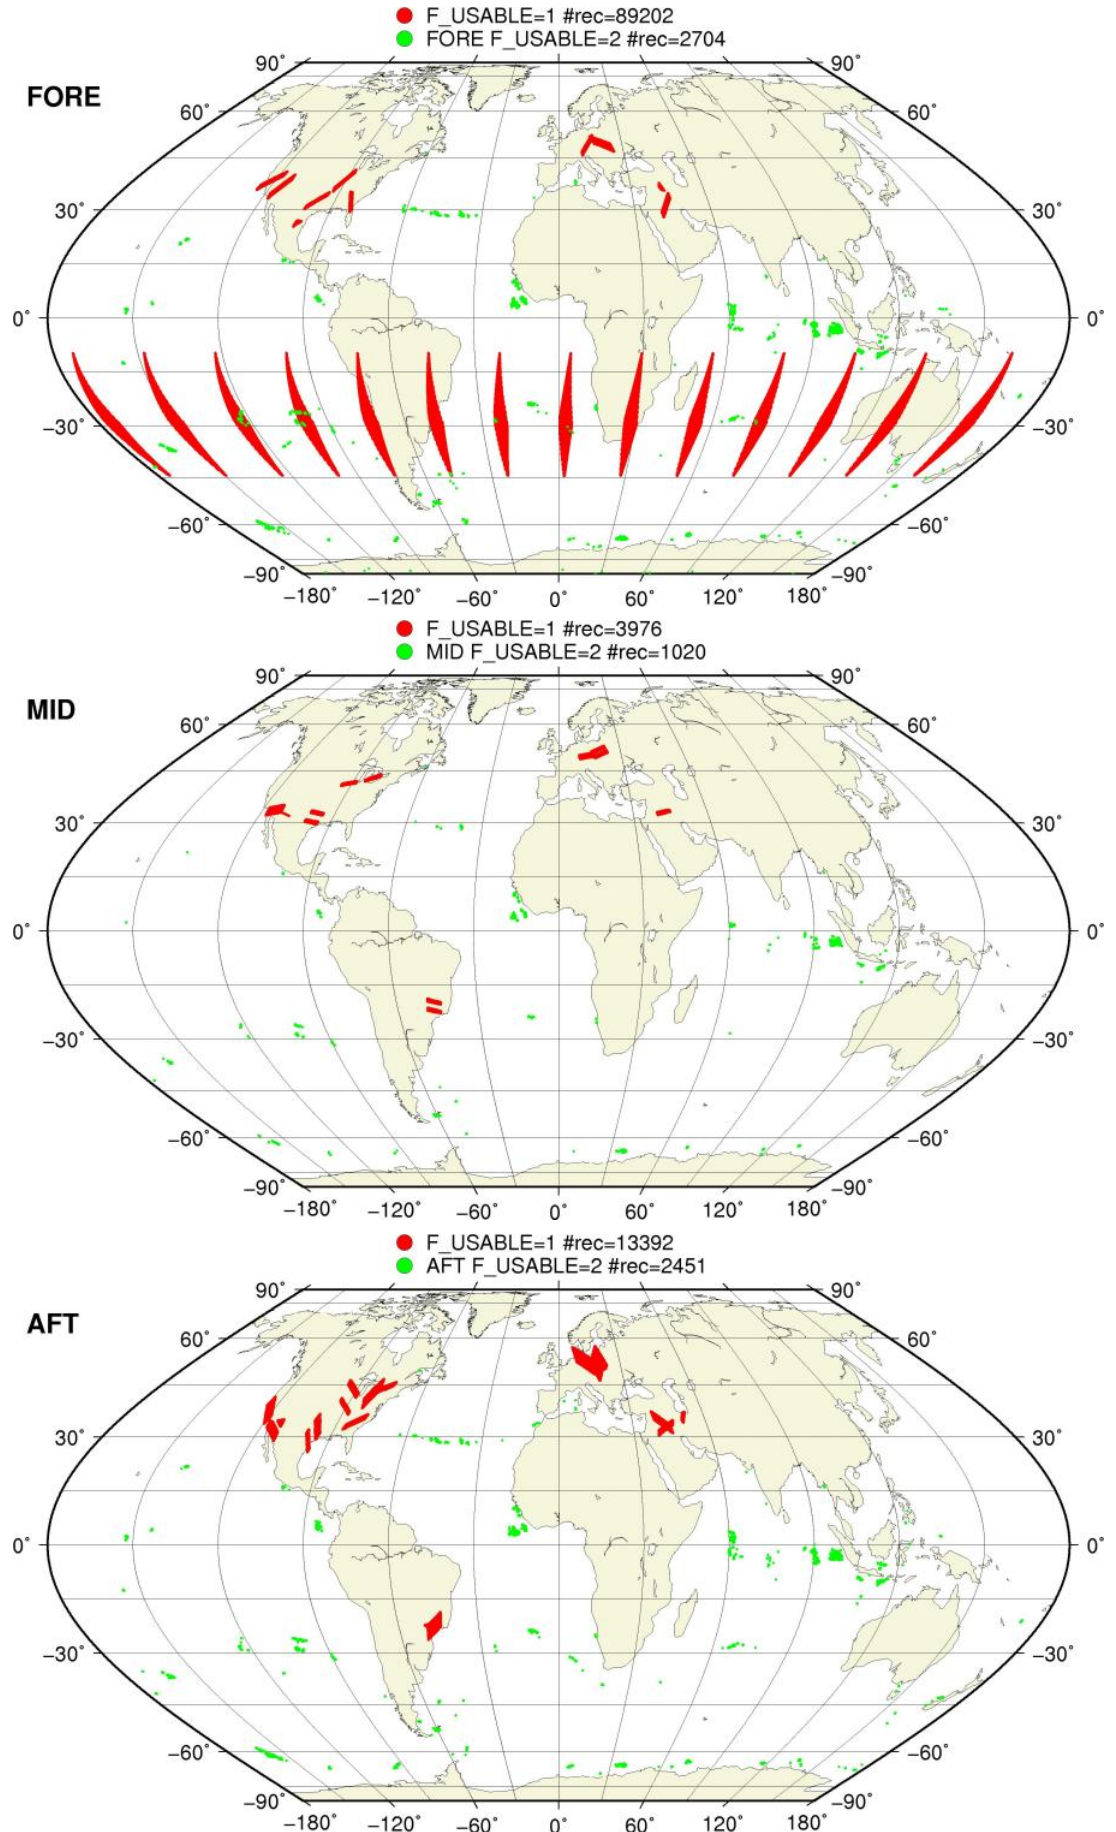 F_USABLE=1 #rec=89202
FORE F_USABLE=2 #rec=2704
FORE
90° 90°
60° 60°
30° 30°
0° 0°
−30° −30°
−60° −60°
−90° −90°
−180° −120° −60° 0° 60° 120° 180°
F_USABLE=1 #rec=3976
MID F_USABLE=2 #rec=1020
MID
90° 90°
60° 60°
30° 30°
0° 0°
−30° −30°
−60° −60°
−90° −90°
−180° −120° −60° 0° 60° 120° 180°
F_USABLE=1 #rec=13392
AFT F_USABLE=2 #rec=2451
AFT
90° 90°
60° 60°
30° 30°
0° 0°
−30° −30°
−60° −60°
−90° −90°
−180° −120° −60° 0° 60° 120° 180°